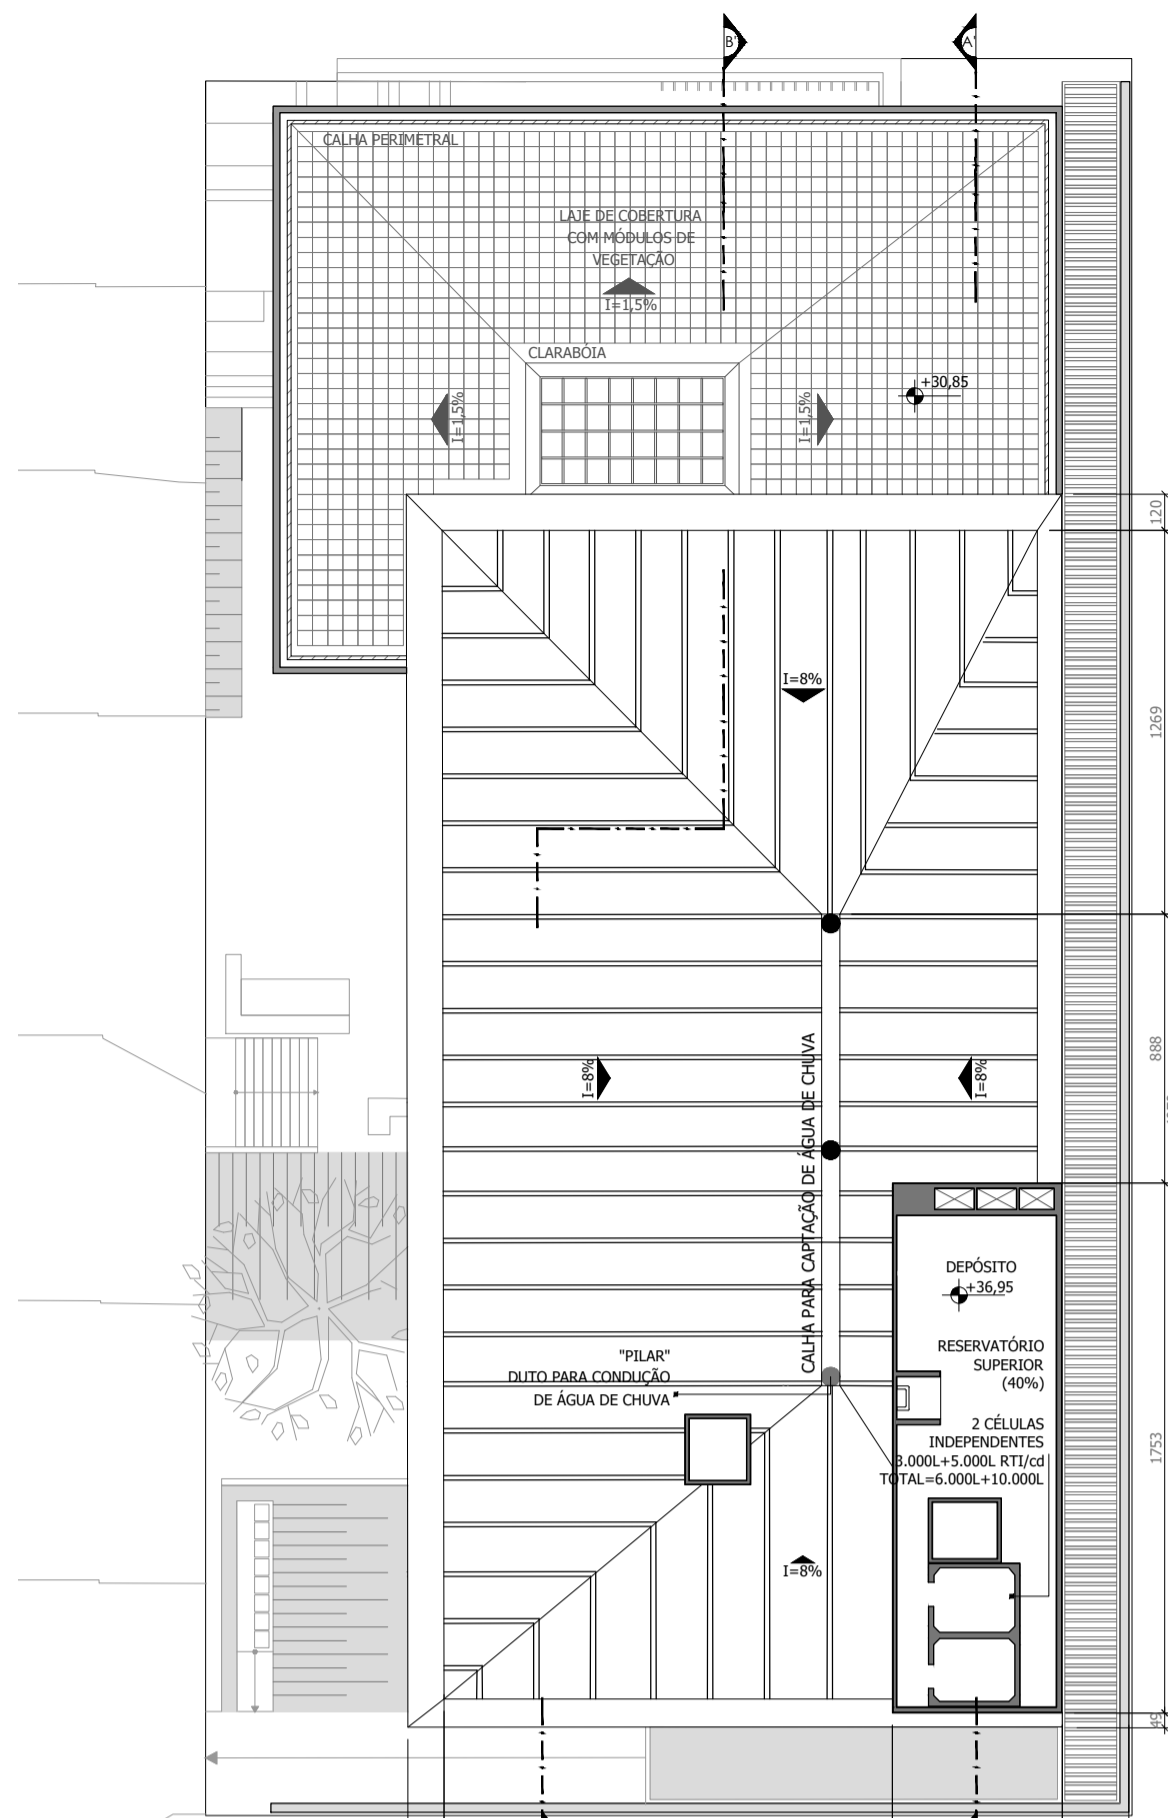 B'
A'
CALHA PERIMETRAL
LAJE DE COBERTURA
COM MÓDULOS DE
VEGETAÇÃO
I=1,5%
CLARABÓIA
I=1,5%
I=1,5%
+30,85
120
I=8%
1269
CALHA PARA CAPTAÇÃO DE ÁGUA DE CHUVA
I=8%
I=8%
888
DEPÓSITO
+36,95
RESERVATÓRIO
SUPERIOR
(40%)
"PILAR"
DUTO PARA CONDUÇÃO
DE ÁGUA DE CHUVA
2 CÉLULAS
INDEPENDENTES
3.000L+5.000L RTI/cd
TOTAL=6.000L+10.000L
1753
I=8%
49